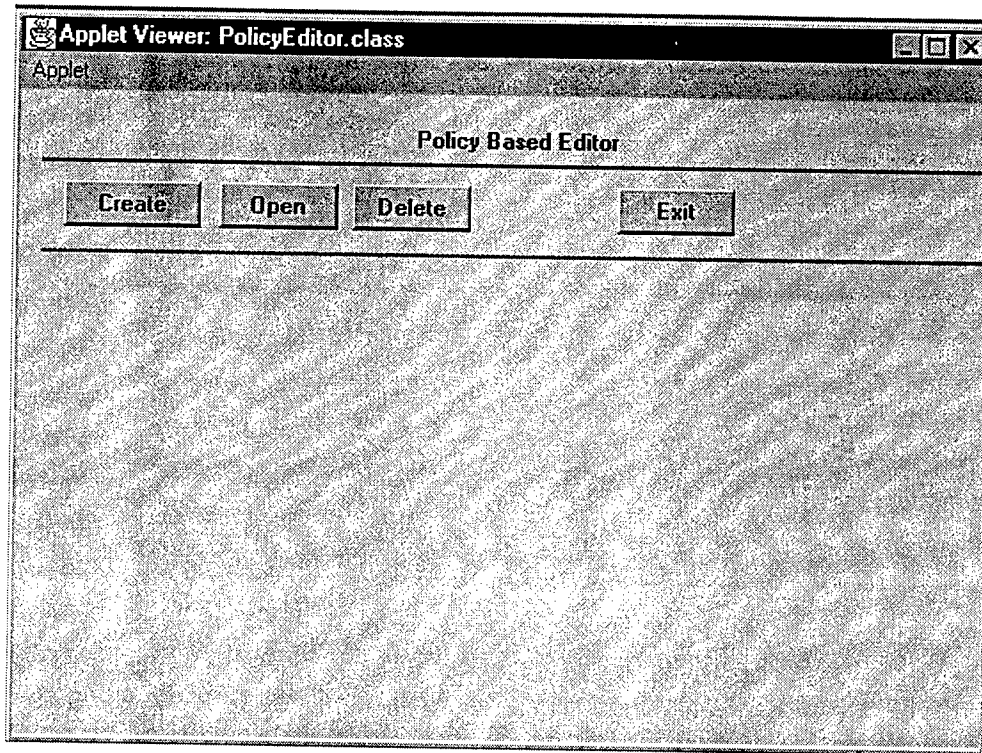 Applet Viewer: PolicyEditor.class
Applet
Policy Based Editor
Create Open Delete Exit